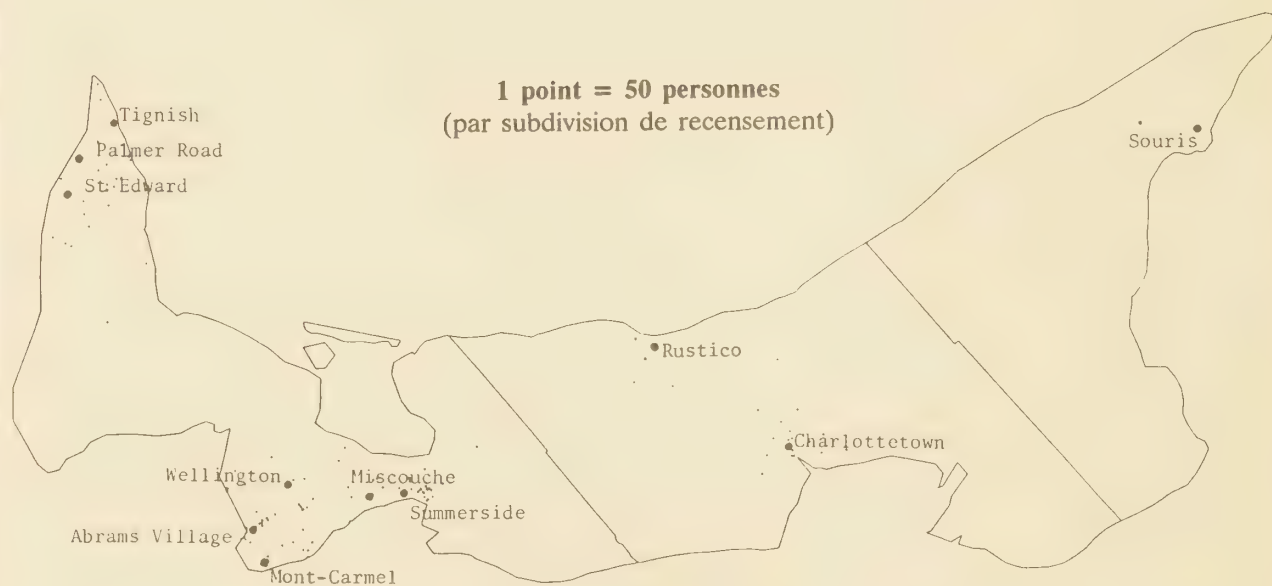 1 point = 50 personnes
(par subdivision de recensement)
Tignish
Palmer Road
St. Edward
Souris
Rustico
Charlottetown
Wellington
Miscouche
Summerside
Abrams Village
Mont-Carmel